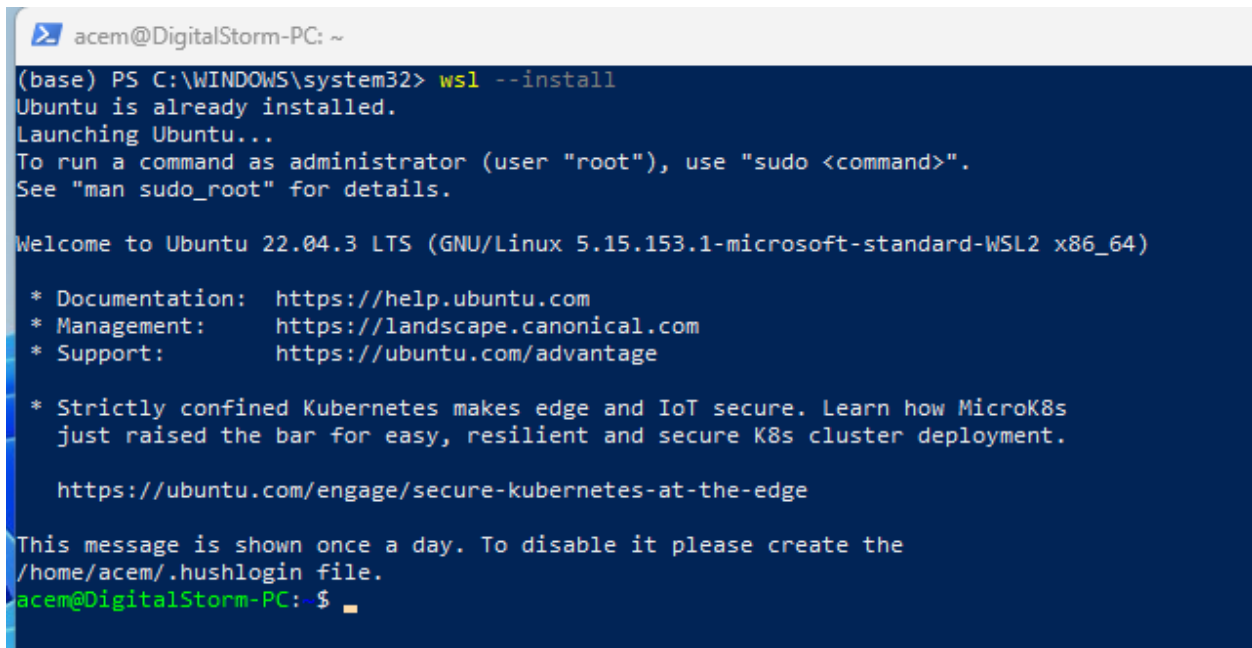 acem@DigitalStorm-PC: ~
(base) PS C:\WINDOWS\system32> wsl --install
Ubuntu is already installed.
Launching Ubuntu...
To run a command as administrator (user "root"), use "sudo <command>".
See "man sudo_root" for details.
Welcome to Ubuntu 22.04.3 LTS (GNU/Linux 5.15.153.1-microsoft-standard-WSL2 x86_64)
* Documentation:  https://help.ubuntu.com
* Management:     https://landscape.canonical.com
* Support:        https://ubuntu.com/advantage
* Strictly confined Kubernetes makes edge and IoT secure. Learn how MicroK8s
just raised the bar for easy, resilient and secure K8s cluster deployment.
https://ubuntu.com/engage/secure-kubernetes-at-the-edge
This message is shown once a day. To disable it please create the
/home/acem/.hushlogin file.
acem@DigitalStorm-PC:~$